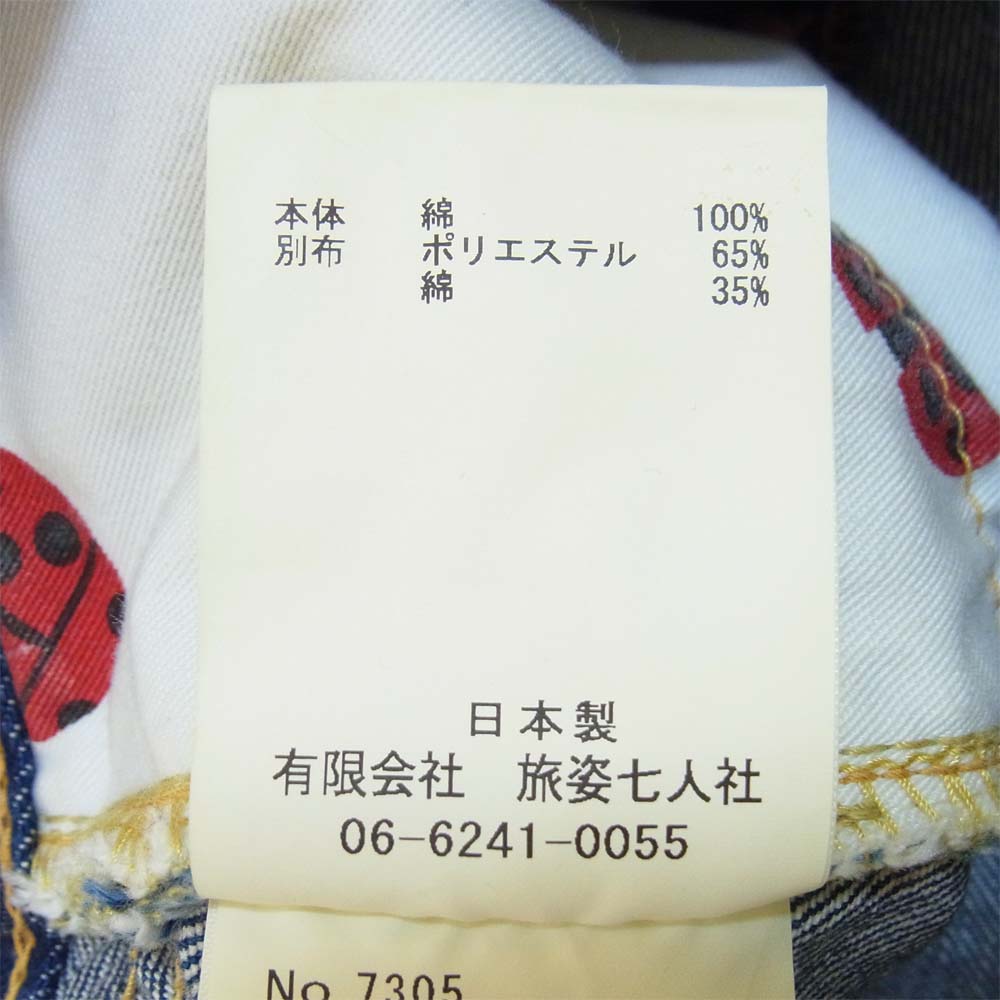 本体 綿 100%
別布 ポリエステル 65%
綿 35%
日本製
有限会社 旅姿七人社
06-6241-0055
No 7305